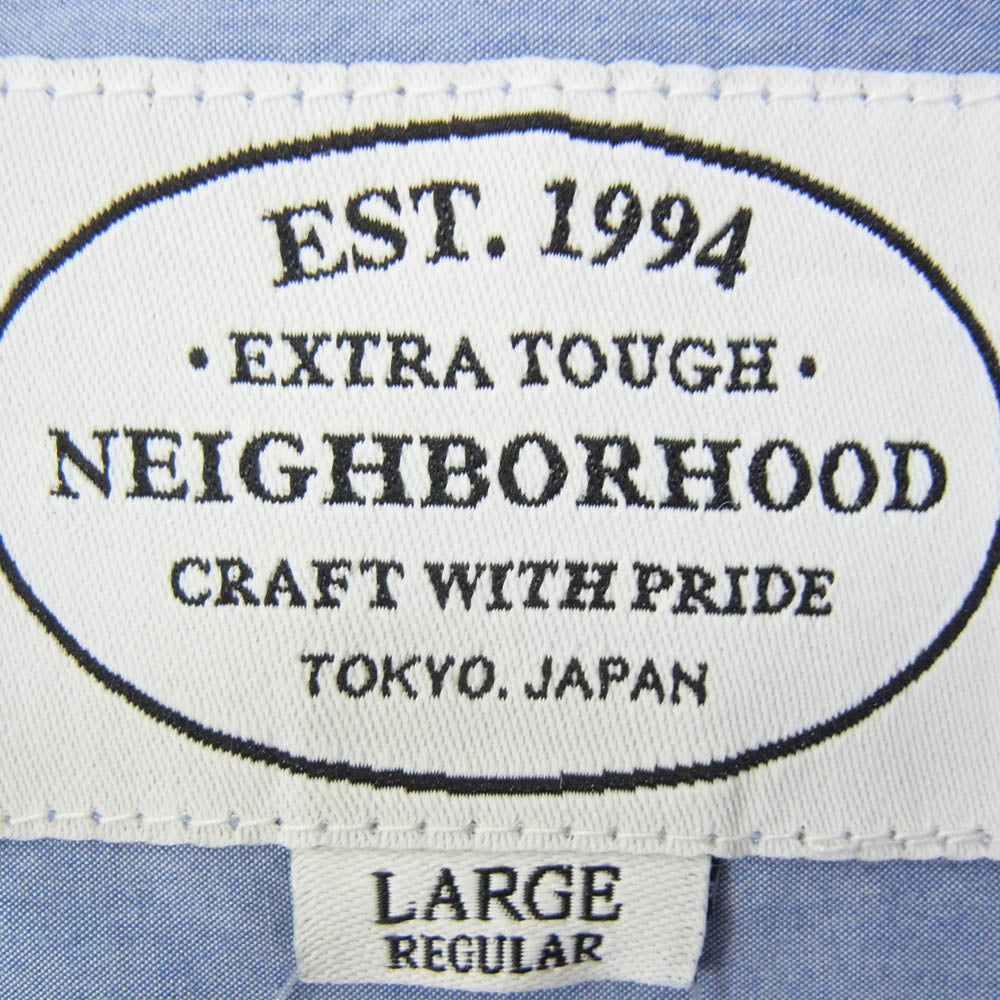 EST. 1994
• EXTRA TOUGH •
NEIGHBORHOOD
CRAFT WITH PRIDE
TOKYO. JAPAN
LARGE
REGULAR